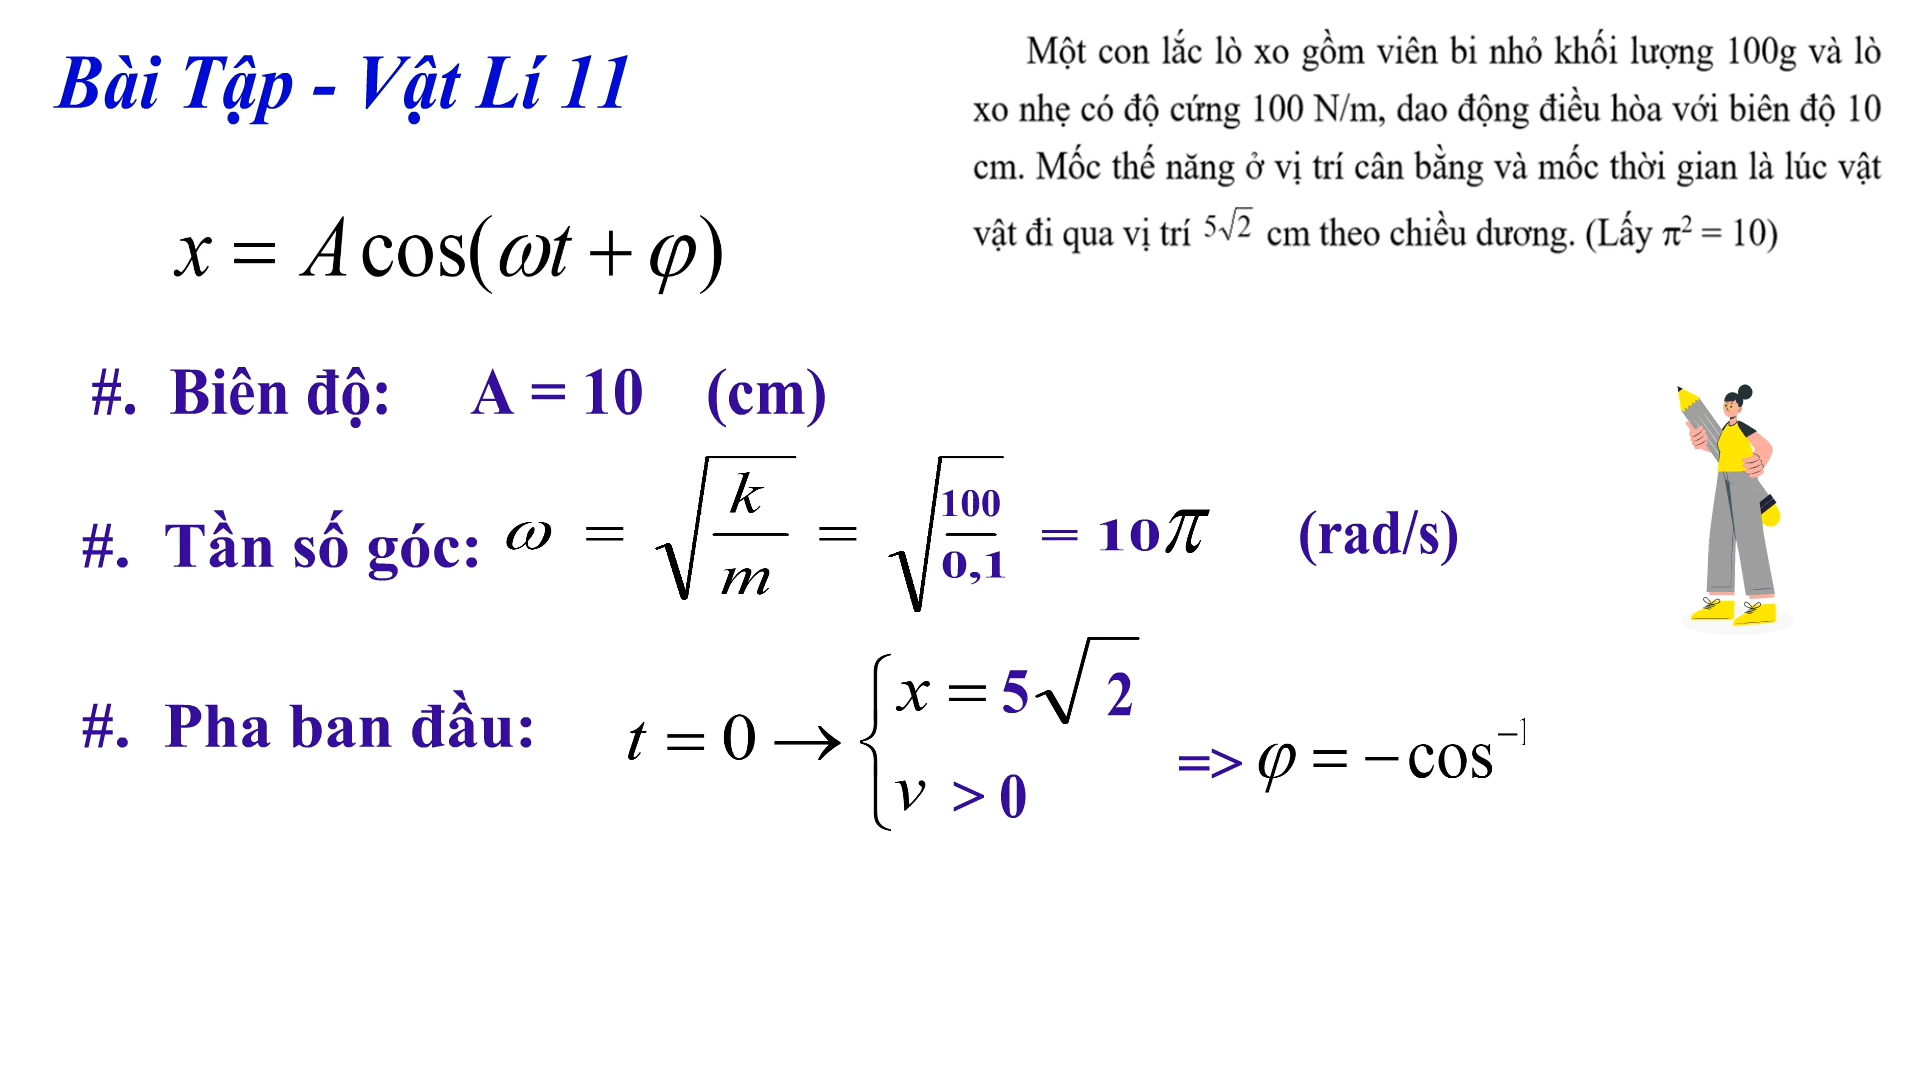 Bài Tập - Vật Lí 11
Một con lắc lò xo gồm viên bi nhỏ khối lượng 100g và lò
xo nhẹ có độ cứng 100 N/m, dao động điều hòa với biên độ 10
cm. Mốc thế năng ở vị trí cân bằng và mốc thời gian là lúc vật
vật đi qua vị trí 5√2 cm theo chiều dương. (Lấy π² = 10)
x = A cos(ωt + φ)
#. Biên độ: A = 10 (cm)
#. Tần số góc: ω = √(k/m) = √(100/0,1) = 10π (rad/s)
#. Pha ban đầu: t = 0 → { x = 5√2
v > 0 => φ = −cos⁻¹